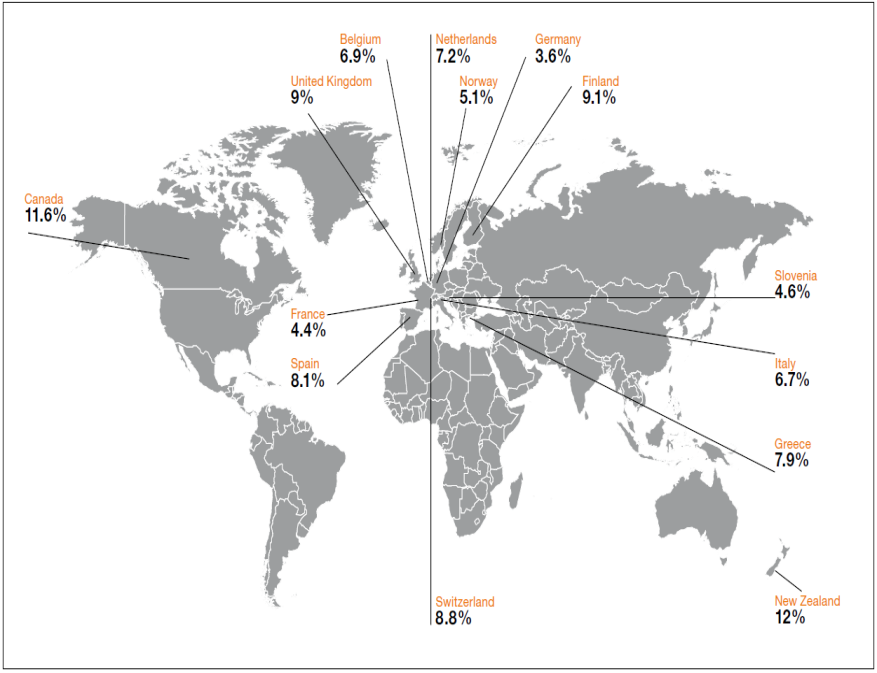 Belgium
6.9%
Netherlands
7.2%
Germany
3.6%
United Kingdom
9%
Norway
5.1%
Finland
9.1%
Canada
11.6%
Slovenia
4.6%
France
4.4%
Spain
8.1%
Italy
6.7%
Greece
7.9%
Switzerland
8.8%
New Zealand
12%